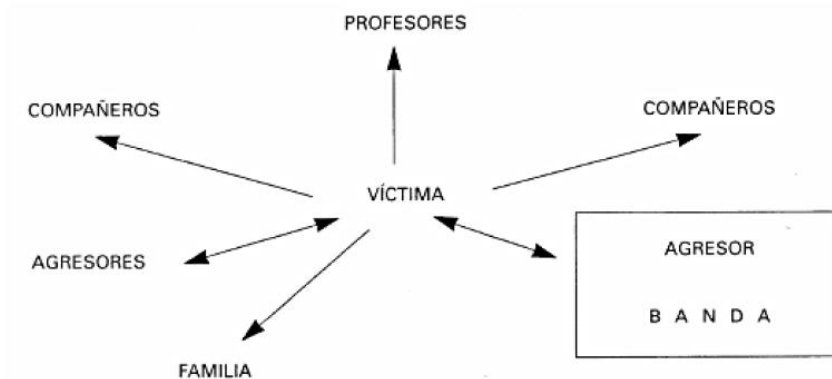 PROFESORES
COMPAÑEROS
COMPAÑEROS
VÍCTIMA
AGRESORES
AGRESOR
B A N D A
FAMILIA